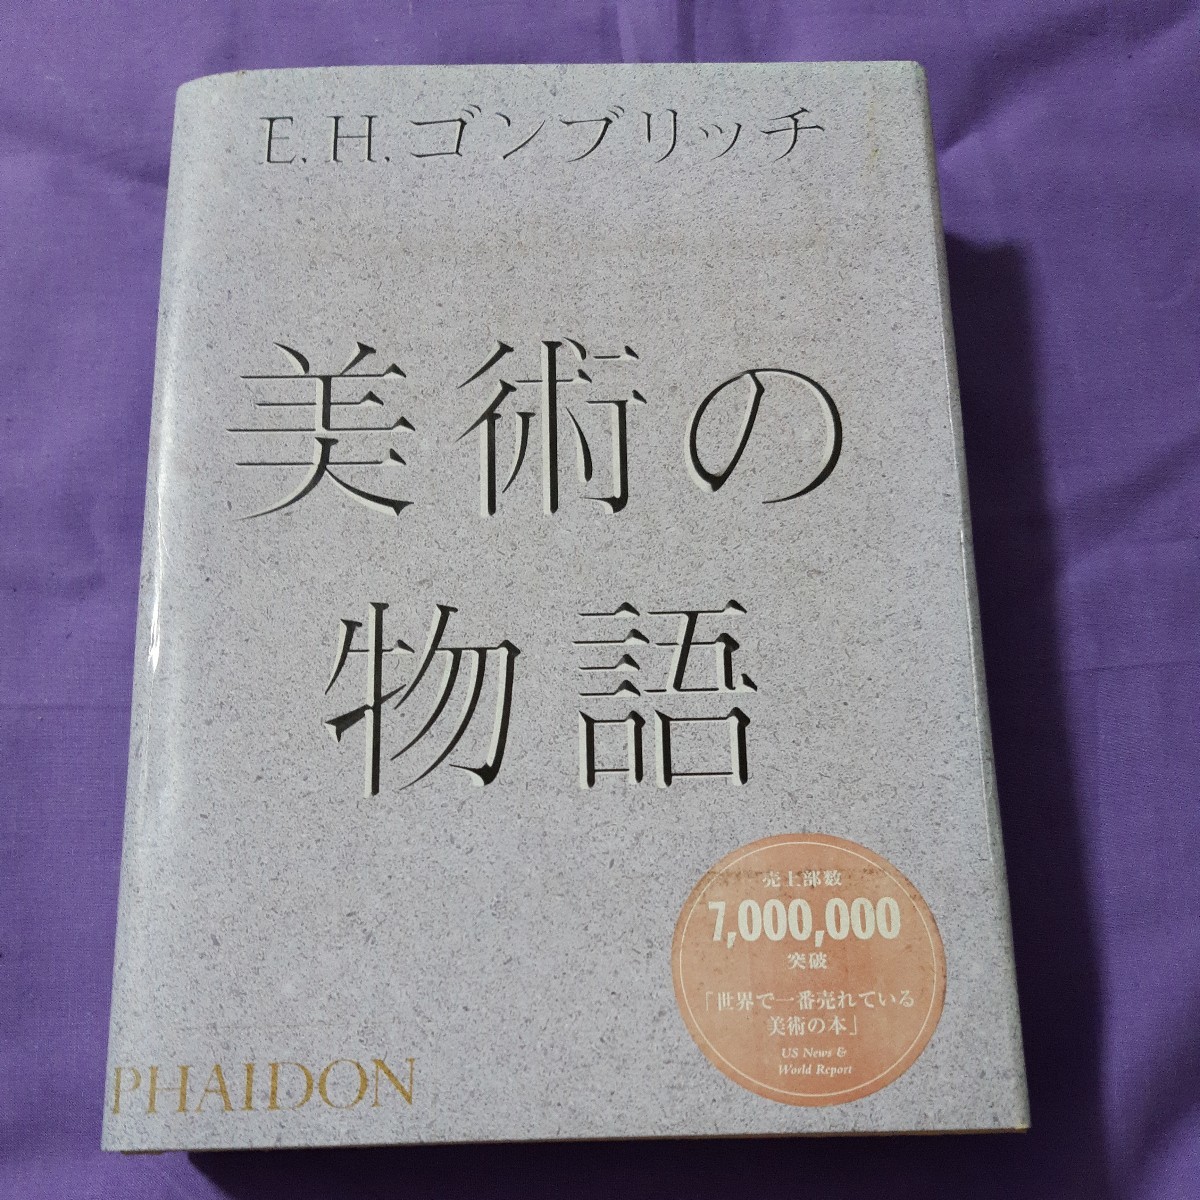 E.H.ゴンブリッチ
美術の
物語
売上部数
7,000,000
突破
「世界で一番売れている
美術の本」
US News &
World Report
PHAIDON